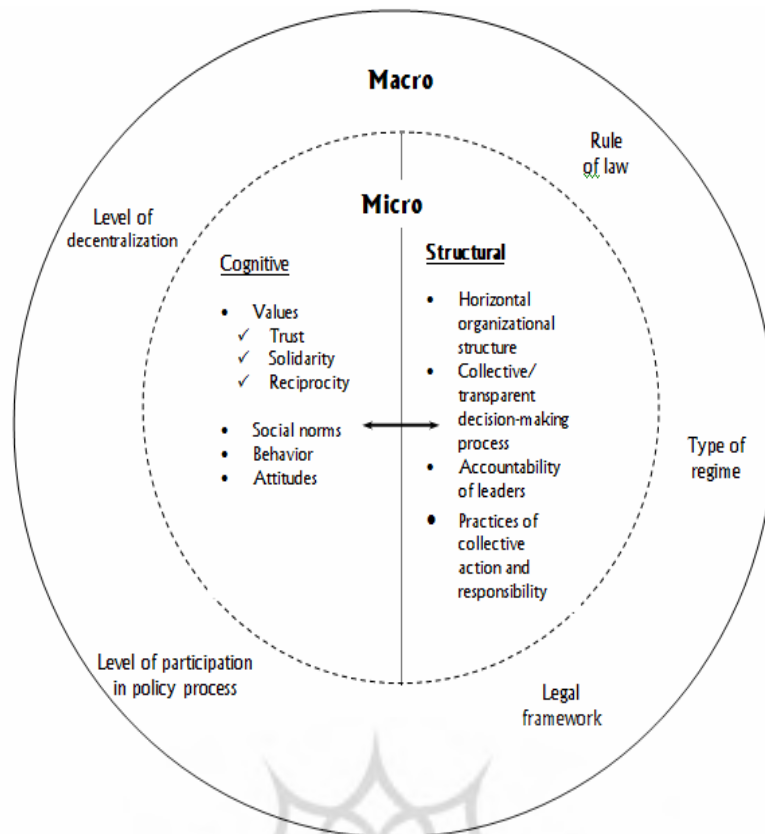 Macro
Rule
of law
Level of
decentralization
Micro
Cognitive
• Values
✓ Trust
✓ Solidarity
✓ Reciprocity
• Social norms
• Behavior
• Attitudes
Structural
• Horizontal
organizational
structure
• Collective/
transparent
decision-making
process
• Accountability
of leaders
• Practices of
collective
action and
responsibility
Type of
regime
Level of participation
in policy process
Legal
framework